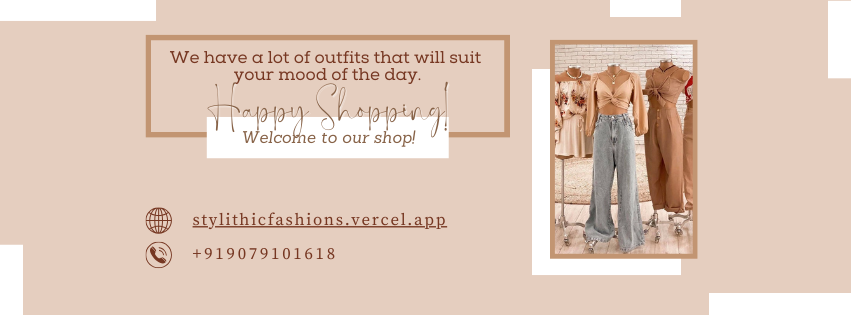 We have a lot of outfits that will suit
your mood of the day.
Happy Shopping!
Welcome to our shop!
stylithicfashions.vercel.app
+919079101618